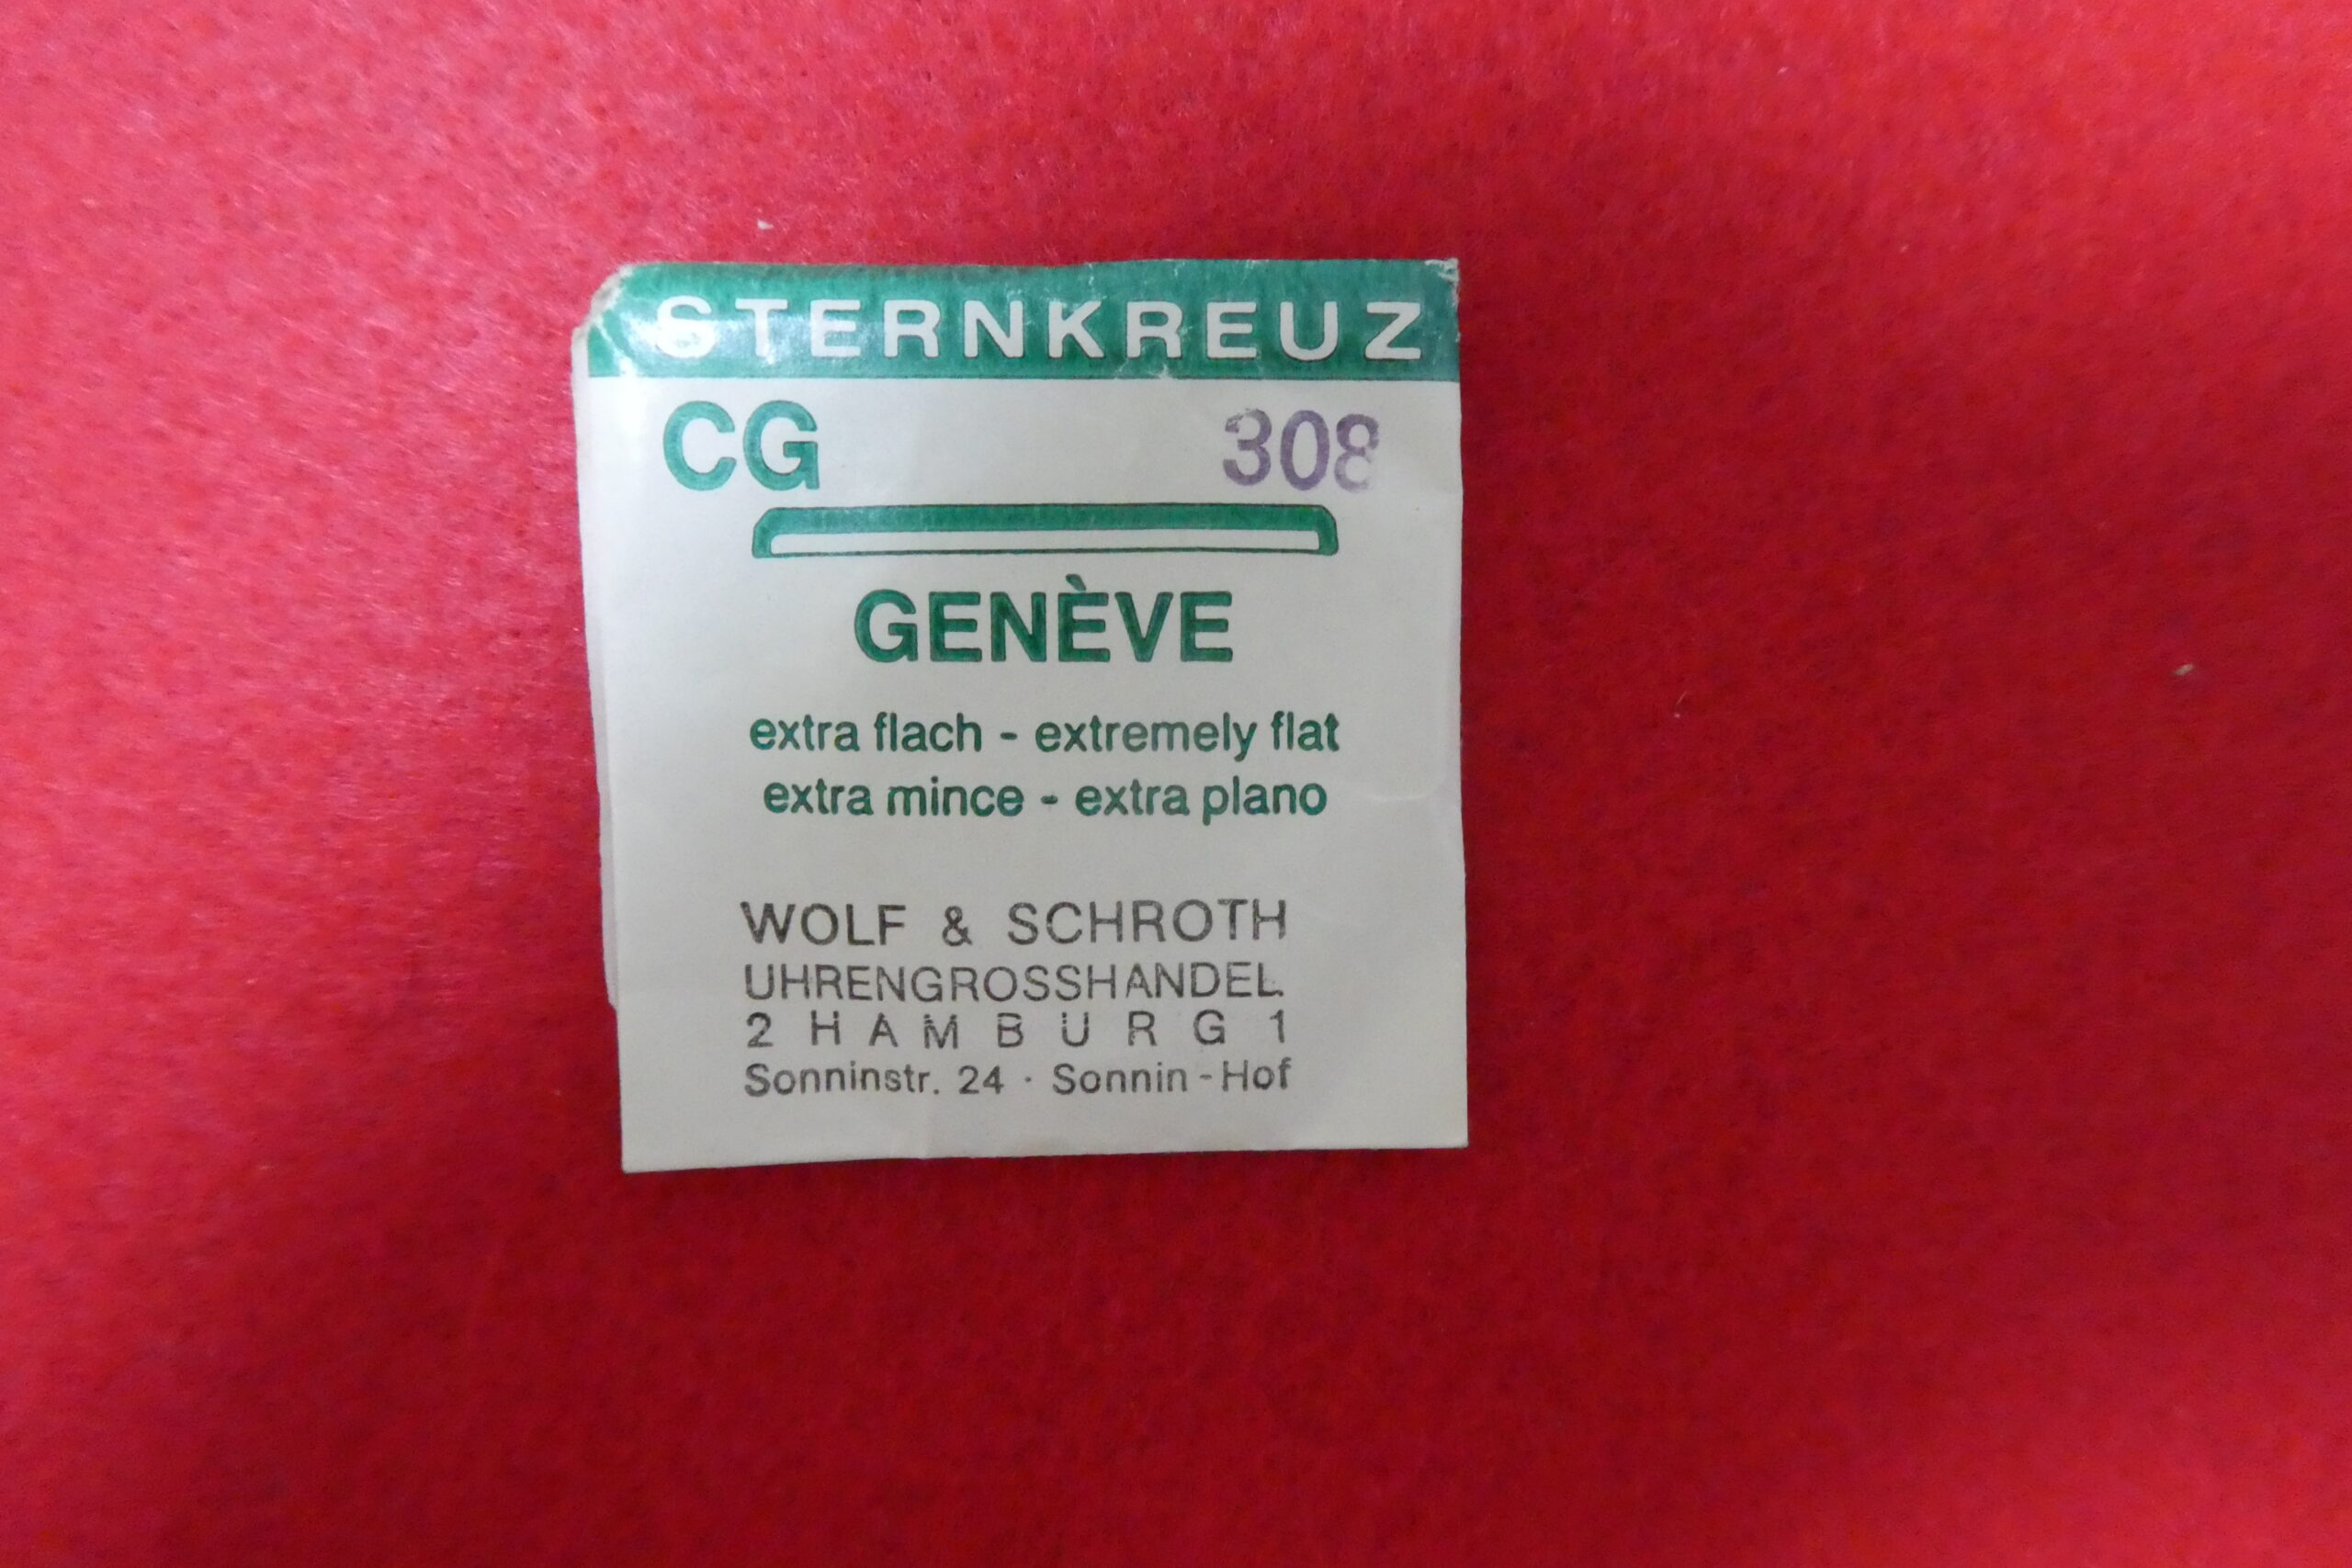 STERNKREUZ
CG 308
GENÈVE
extra flach - extremely flat
extra mince - extra plano
WOLF & SCHROTH
UHRENGROSSHANDEL
2 HAMBURG 1
Sonninstr. 24 · Sonnin-Hof